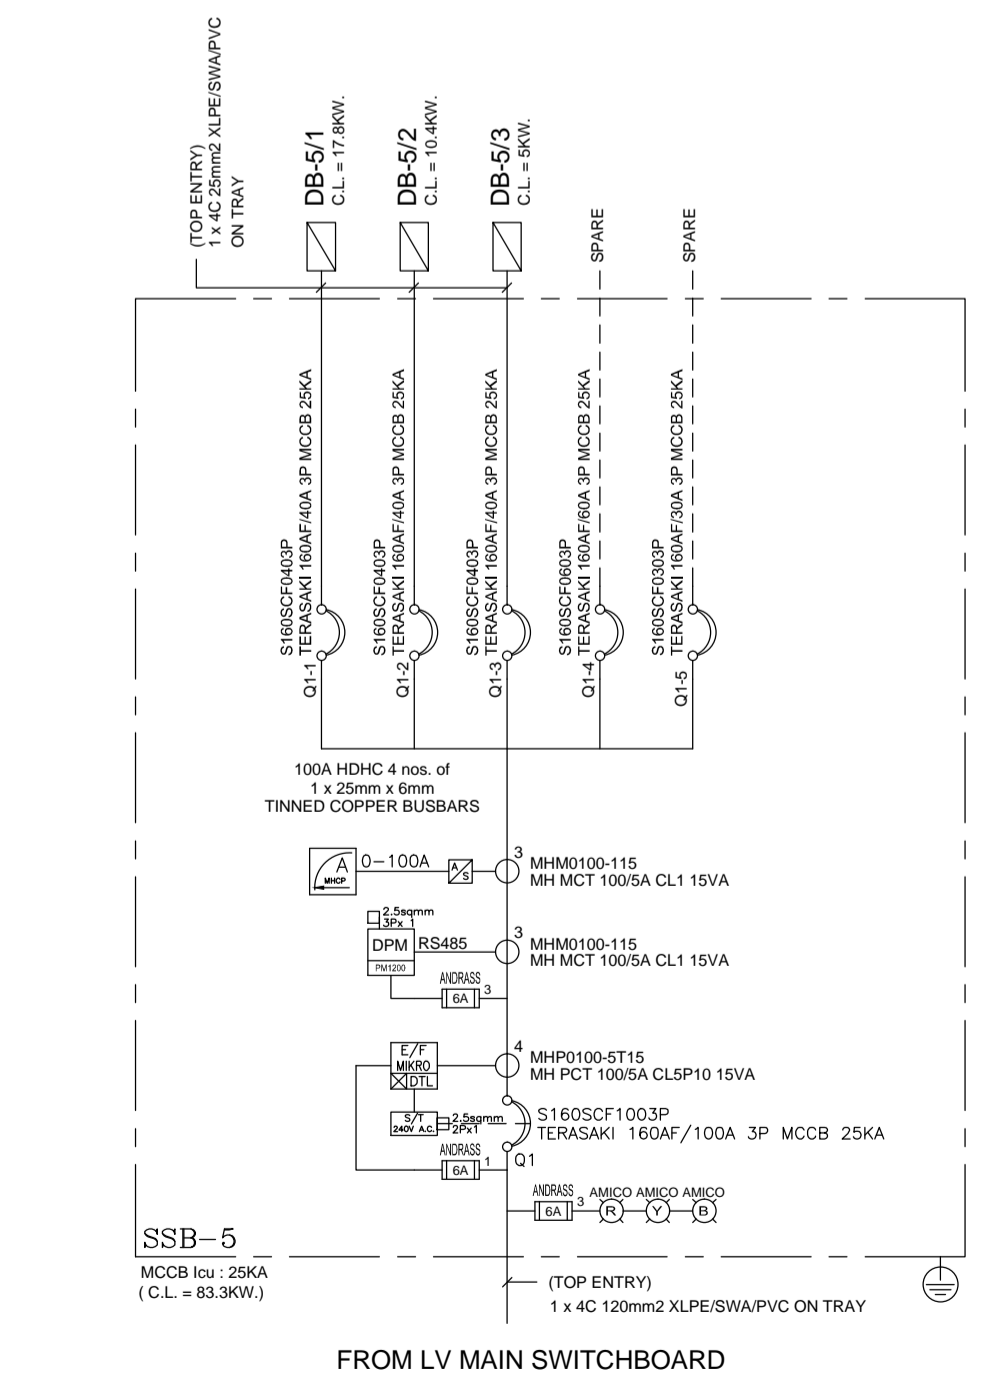 (TOP ENTRY)
1 x 4C 25mm2 XLPE/SWA/PVC
ON TRAY
DB-5/1
C.L. = 17.8KW.
DB-5/2
C.L. = 10.4KW.
DB-5/3
C.L. = 5KW.
SPARE
SPARE
S160SCF0403P
TERASAKI 160AF/40A 3P MCCB 25KA
Q1-1
S160SCF0403P
TERASAKI 160AF/40A 3P MCCB 25KA
Q1-2
S160SCF0403P
TERASAKI 160AF/40A 3P MCCB 25KA
Q1-3
S160SCF0603P
TERASAKI 160AF/60A 3P MCCB 25KA
Q1-4
S160SCF0303P
TERASAKI 160AF/30A 3P MCCB 25KA
Q1-5
100A HDHC 4 nos. of
1 x 25mm x 6mm
TINNED COPPER BUSBARS
A
MHCP
0-100A
A/S
3
MHM0100-115
MH MCT 100/5A CL1 15VA
2.5sqmm
3Px 1
DPM
PM1200
RS485
3
MHM0100-115
MH MCT 100/5A CL1 15VA
ANDRASS
6A
3
E/F
MIKRO
DTL
4
MHP0100-5T15
MH PCT 100/5A CL5P10 15VA
S/T
240V A.C.
2.5sqmm
2Px1
S160SCF1003P
TERASAKI 160AF/100A 3P MCCB 25KA
Q1
ANDRASS
6A
1
ANDRASS
6A
3
AMICO AMICO AMICO
R Y B
SSB-5
MCCB Icu : 25KA
( C.L. = 83.3KW.)
(TOP ENTRY)
1 x 4C 120mm2 XLPE/SWA/PVC ON TRAY
FROM LV MAIN SWITCHBOARD